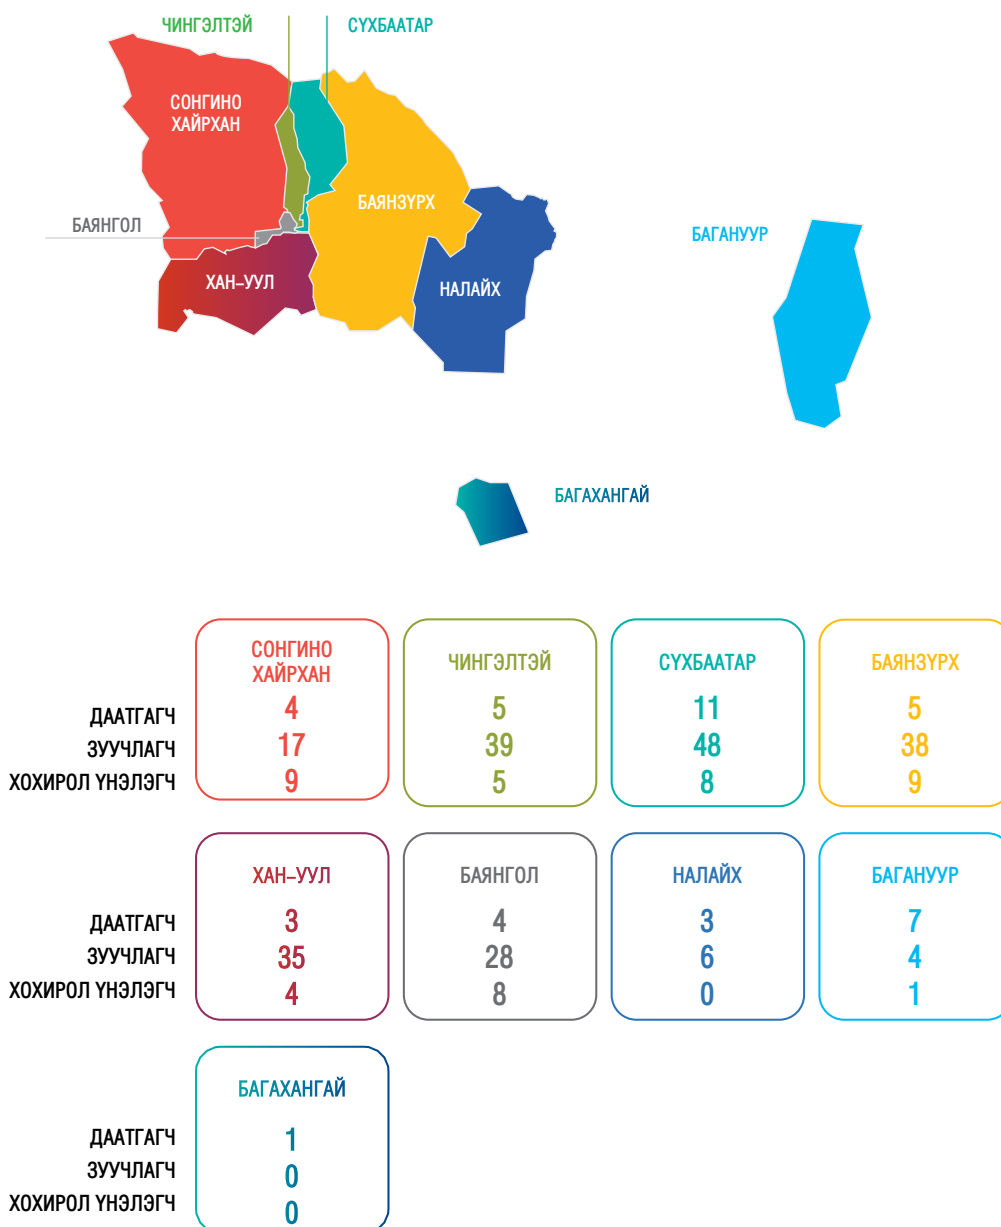 ЧИНГЭЛТЭЙ
СҮХБААТАР
СОНГИНО
ХАЙРХАН
БАЯНЗҮРХ
БАЯНГОЛ
БАГАНУУР
ХАН–УУЛ
НАЛАЙХ
БАГАХАНГАЙ
СОНГИНО
ХАЙРХАН
ЧИНГЭЛТЭЙ
СҮХБААТАР
БАЯНЗҮРХ
ДААТГАГЧ 4 5 11 5
ЗУУЧЛАГЧ 17 39 48 38
ХОХИРОЛ ҮНЭЛЭГЧ 9 5 8 9
ХАН–УУЛ БАЯНГОЛ НАЛАЙХ БАГАНУУР
ДААТГАГЧ 3 4 3 7
ЗУУЧЛАГЧ 35 28 6 4
ХОХИРОЛ ҮНЭЛЭГЧ 4 8 0 1
БАГАХАНГАЙ
ДААТГАГЧ 1
ЗУУЧЛАГЧ 0
ХОХИРОЛ ҮНЭЛЭГЧ 0